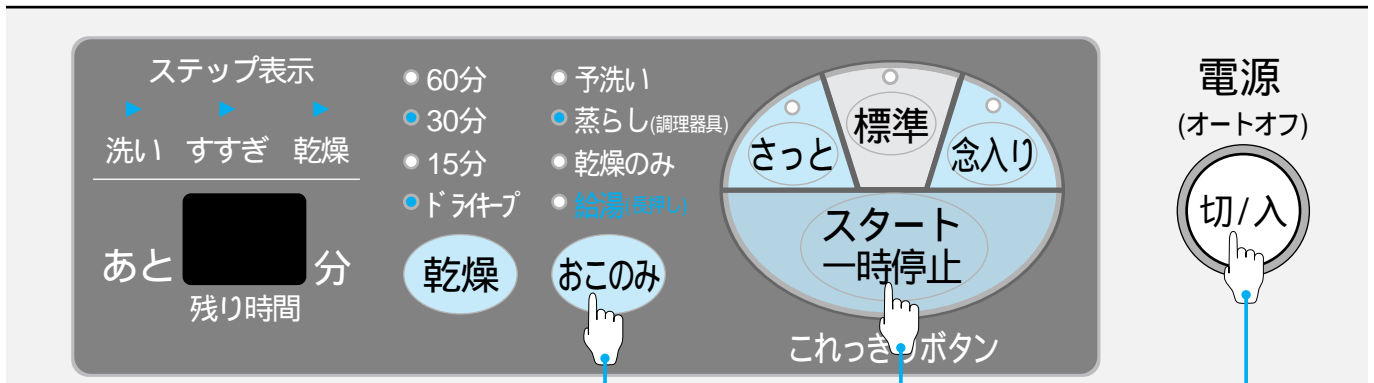 ステップ表示
洗い すすぎ 乾燥
あと 分
残り時間
60分
30分
15分
ドライキープ
乾燥
予洗い
蒸らし(調理器具)
乾燥のみ
給湯(長押し)
おこのみ
さっと
標準
念入り
スタート
一時停止
これっきりボタン
電源
(オートオフ)
切/入